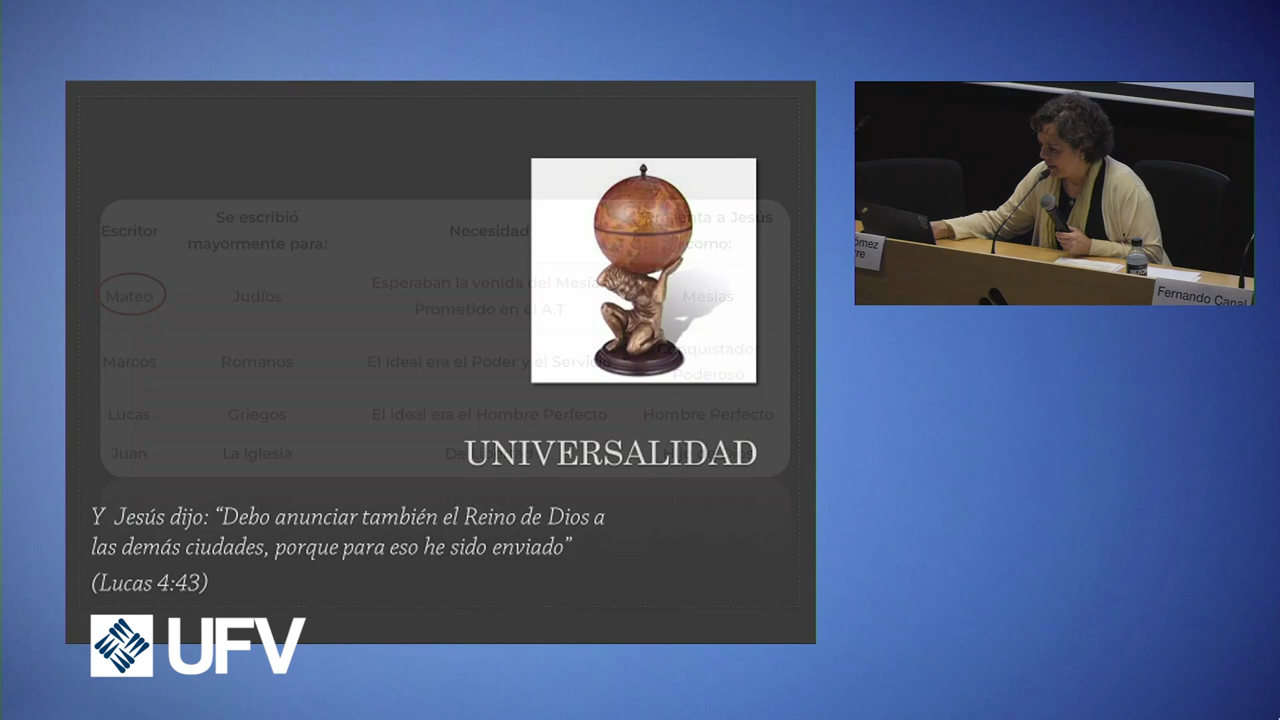 Se escribió
Escritor
mayormente para:
Necesidad
a Jesús
como:
Mateo
Judíos
Esperaban la venida del Mesías
Prometido en el A.T
Mesías
Marcos
Romanos
El ideal era el Poder y el Servicio
Conquistador
Poderoso
Lucas
Griegos
El ideal era el Hombre Perfecto
Hombre Perfecto
Juan
La Iglesia
UNIVERSALIDAD
Y Jesús dijo: “Debo anunciar también el Reino de Dios a
las demás ciudades, porque para eso he sido enviado”
(Lucas 4:43)
UFV
Fernando Canal